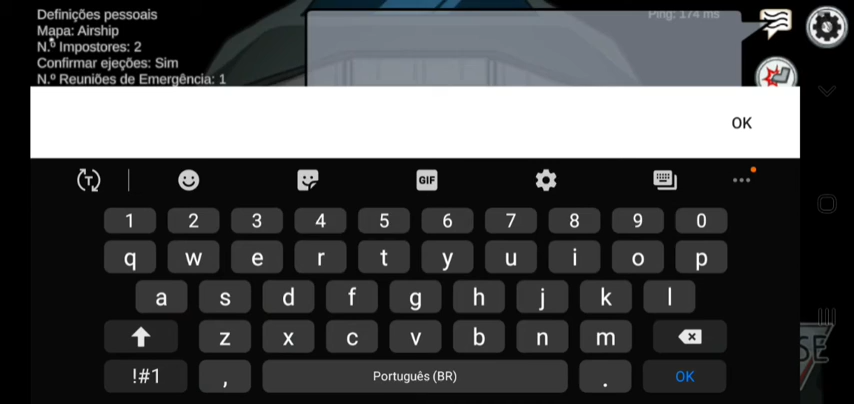 Definições pessoais
Ping: 174 ms
Mapa: Airship
N.º Impostores: 2
Confirmar ejeções: Sim
N.º Reuniões de Emergência: 1
OK
T
GIF
1 2 3 4 5 6 7 8 9 0
q w e r t y u i o p
a s d f g h j k l
z x c v b n m
!#1 , Português (BR) . OK
SE